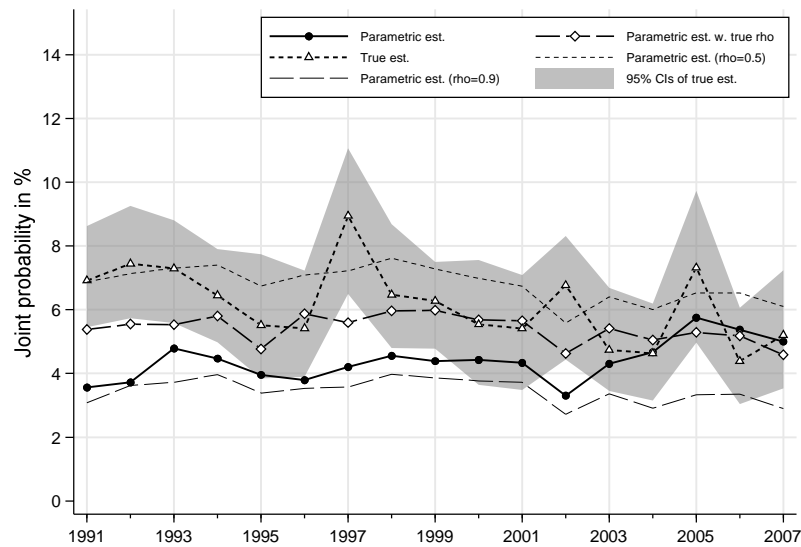 Parametric est.
Parametric est. w. true rho
True est.
Parametric est. (rho=0.5)
Parametric est. (rho=0.9)
95% CIs of true est.
Joint probability in %
14
12
10
8
6
4
2
0
1991 1993 1995 1997 1999 2001 2003 2005 2007